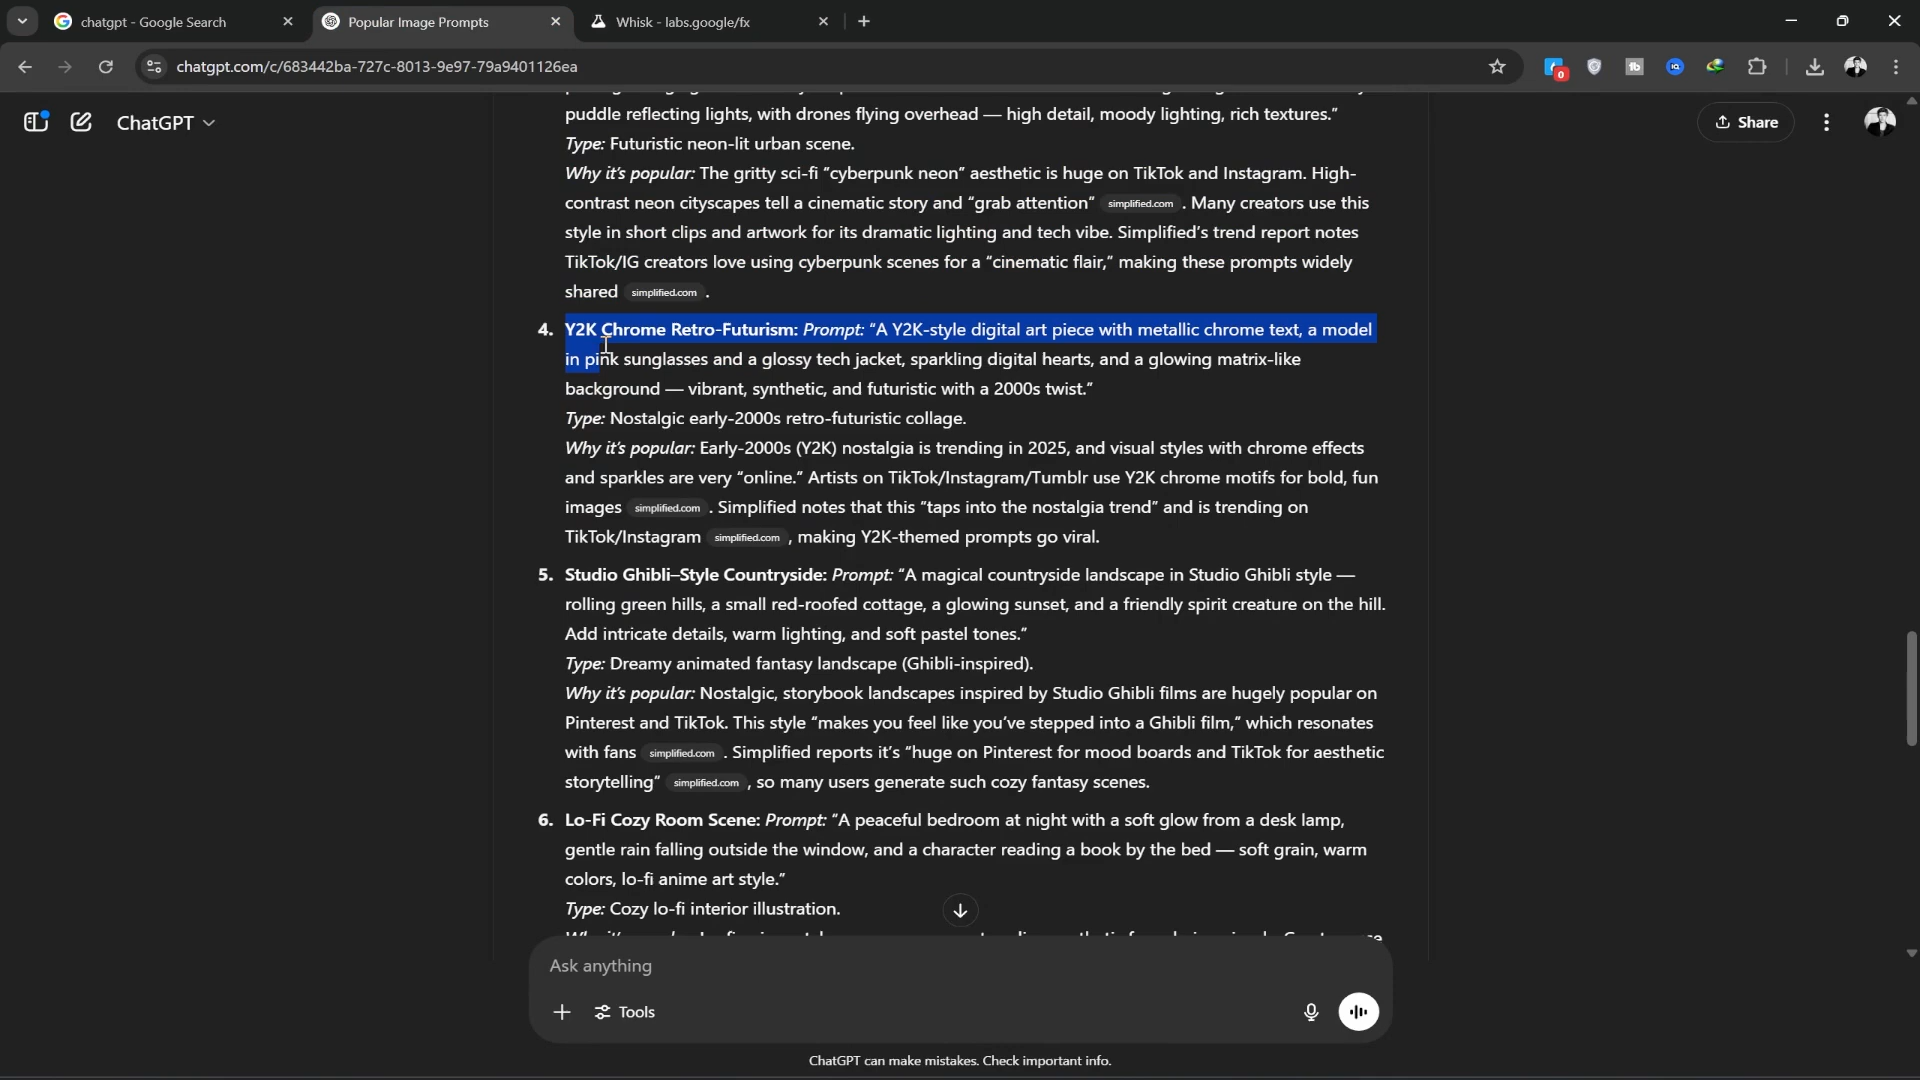 chatgpt - Google Search
Popular Image Prompts
Whisk - labs.google/fx
chatgpt.com/c/683442ba-727c-8013-9e97-79a9401126ea
0
tb
IQ
ChatGPT
Share
puddle reflecting lights, with drones flying overhead — high detail, moody lighting, rich textures.”
Type: Futuristic neon-lit urban scene.
Why it’s popular: The gritty sci-fi “cyberpunk neon” aesthetic is huge on TikTok and Instagram. High-
contrast neon cityscapes tell a cinematic story and “grab attention” simplified.com . Many creators use this
style in short clips and artwork for its dramatic lighting and tech vibe. Simplified’s trend report notes
TikTok/IG creators love using cyberpunk scenes for a “cinematic flair,” making these prompts widely
shared simplified.com .
4. Y2K Chrome Retro-Futurism: Prompt: “A Y2K-style digital art piece with metallic chrome text, a model
in pink sunglasses and a glossy tech jacket, sparkling digital hearts, and a glowing matrix-like
background — vibrant, synthetic, and futuristic with a 2000s twist.”
Type: Nostalgic early-2000s retro-futuristic collage.
Why it’s popular: Early-2000s (Y2K) nostalgia is trending in 2025, and visual styles with chrome effects
and sparkles are very “online.” Artists on TikTok/Instagram/Tumblr use Y2K chrome motifs for bold, fun
images simplified.com . Simplified notes that this “taps into the nostalgia trend” and is trending on
TikTok/Instagram simplified.com , making Y2K-themed prompts go viral.
5. Studio Ghibli–Style Countryside: Prompt: “A magical countryside landscape in Studio Ghibli style —
rolling green hills, a small red-roofed cottage, a glowing sunset, and a friendly spirit creature on the hill.
Add intricate details, warm lighting, and soft pastel tones.”
Type: Dreamy animated fantasy landscape (Ghibli-inspired).
Why it’s popular: Nostalgic, storybook landscapes inspired by Studio Ghibli films are hugely popular on
Pinterest and TikTok. This style “makes you feel like you’ve stepped into a Ghibli film,” which resonates
with fans simplified.com . Simplified reports it’s “huge on Pinterest for mood boards and TikTok for aesthetic
storytelling” simplified.com , so many users generate such cozy fantasy scenes.
6. Lo-Fi Cozy Room Scene: Prompt: “A peaceful bedroom at night with a soft glow from a desk lamp,
gentle rain falling outside the window, and a character reading a book by the bed — soft grain, warm
colors, lo-fi anime art style.”
Type: Cozy lo-fi interior illustration.
Ask anything
Tools
ChatGPT can make mistakes. Check important info.